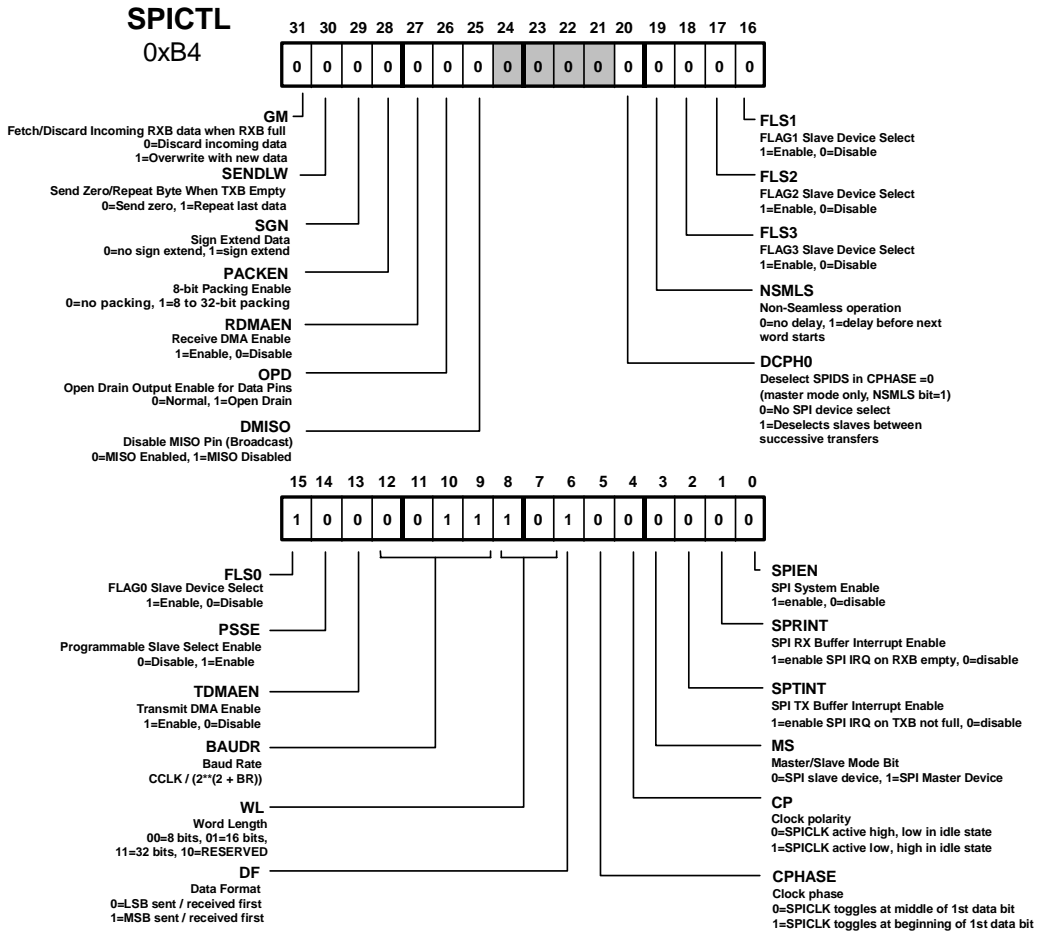 SPICTL
0xB4
31 30 29 28 27 26 25 24 23 22 21 20 19 18 17 16
0 0 0 0 0 0 0 0 0 0 0 0 0 0 0 0
GM
Fetch/Discard Incoming RXB data when RXB full
0=Discard incoming data
1=Overwrite with new data
SENDLW
Send Zero/Repeat Byte When TXB Empty
0=Send zero, 1=Repeat last data
SGN
Sign Extend Data
0=no sign extend, 1=sign extend
PACKEN
8-bit Packing Enable
0=no packing, 1=8 to 32-bit packing
RDMAEN
Receive DMA Enable
1=Enable, 0=Disable
OPD
Open Drain Output Enable for Data Pins
0=Normal, 1=Open Drain
DMISO
Disable MISO Pin (Broadcast)
0=MISO Enabled, 1=MISO Disabled
FLS1
FLAG1 Slave Device Select
1=Enable, 0=Disable
FLS2
FLAG2 Slave Device Select
1=Enable, 0=Disable
FLS3
FLAG3 Slave Device Select
1=Enable, 0=Disable
NSMLS
Non-Seamless operation
0=no delay, 1=delay before next
word starts
DCPH0
Deselect SPIDS in CPHASE =0
(master mode only, NSMLS bit=1)
0=No SPI device select
1=Deselects slaves between
successive transfers
15 14 13 12 11 10 9 8 7 6 5 4 3 2 1 0
1 0 0 0 0 1 1 1 0 1 0 0 0 0 0 0
FLS0
FLAG0 Slave Device Select
1=Enable, 0=Disable
PSSE
Programmable Slave Select Enable
0=Disable, 1=Enable
TDMAEN
Transmit DMA Enable
1=Enable, 0=Disable
BAUDR
Baud Rate
CCLK / (2**(2 + BR))
WL
Word Length
00=8 bits, 01=16 bits,
11=32 bits, 10=RESERVED
DF
Data Format
0=LSB sent / received first
1=MSB sent / received first
SPIEN
SPI System Enable
1=enable, 0=disable
SPRINT
SPI RX Buffer Interrupt Enable
1=enable SPI IRQ on RXB empty, 0=disable
SPTINT
SPI TX Buffer Interrupt Enable
1=enable SPI IRQ on TXB not full, 0=disable
MS
Master/Slave Mode Bit
0=SPI slave device, 1=SPI Master Device
CP
Clock polarity
0=SPICLK active high, low in idle state
1=SPICLK active low, high in idle state
CPHASE
Clock phase
0=SPICLK toggles at middle of 1st data bit
1=SPICLK toggles at beginning of 1st data bit